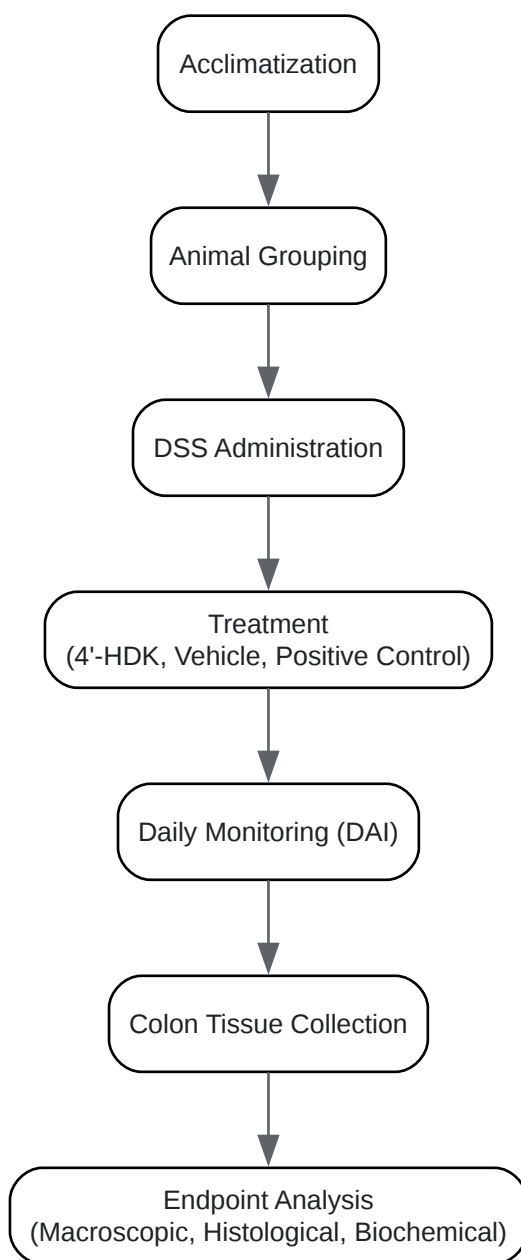 Acclimatization
Animal Grouping
DSS Administration
Treatment
(4'-HDK, Vehicle, Positive Control)
Daily Monitoring (DAI)
Colon Tissue Collection
Endpoint Analysis
(Macroscopic, Histological, Biochemical)